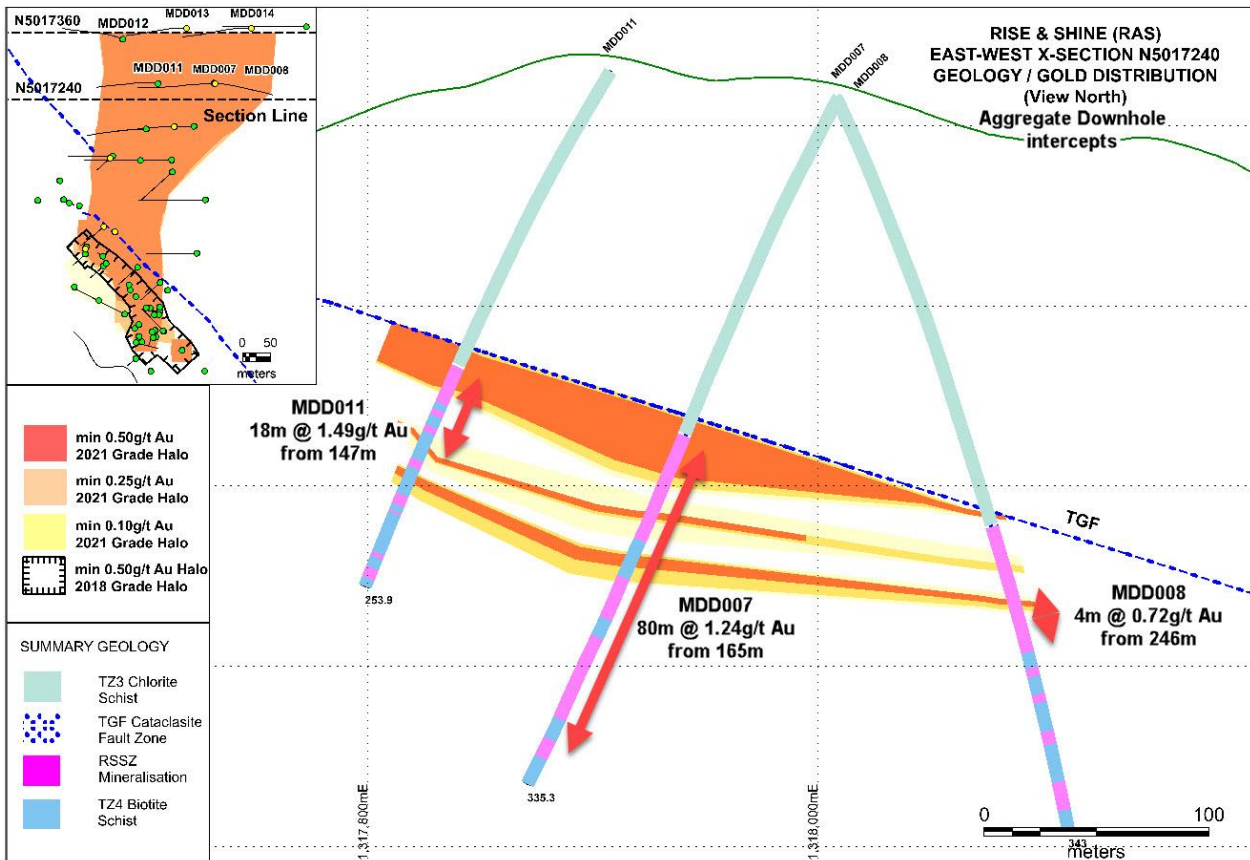 N5017360
MDD012
MDD013
MDD014
MDD011
MDD007
MDD008
N5017240
Section Line
0 50
meters
min 0.50g/t Au
2021 Grade Halo
min 0.25g/t Au
2021 Grade Halo
min 0.10g/t Au
2021 Grade Halo
min 0.50g/t Au Halo
2018 Grade Halo
SUMMARY GEOLOGY
TZ3 Chlorite
Schist
TGF Cataclasite
Fault Zone
RSSZ
Mineralisation
TZ4 Biotite
Schist
MDD011
MDD007
MDD008
RISE & SHINE (RAS)
EAST-WEST X-SECTION N5017240
GEOLOGY / GOLD DISTRIBUTION
(View North)
Aggregate Downhole
intercepts
MDD011
18m @ 1.49g/t Au
from 147m
TGF
MDD007
80m @ 1.24g/t Au
from 165m
MDD008
4m @ 0.72g/t Au
from 246m
253.9
335.3
343
1,317,800mE
1,318,000mE
0 100
meters